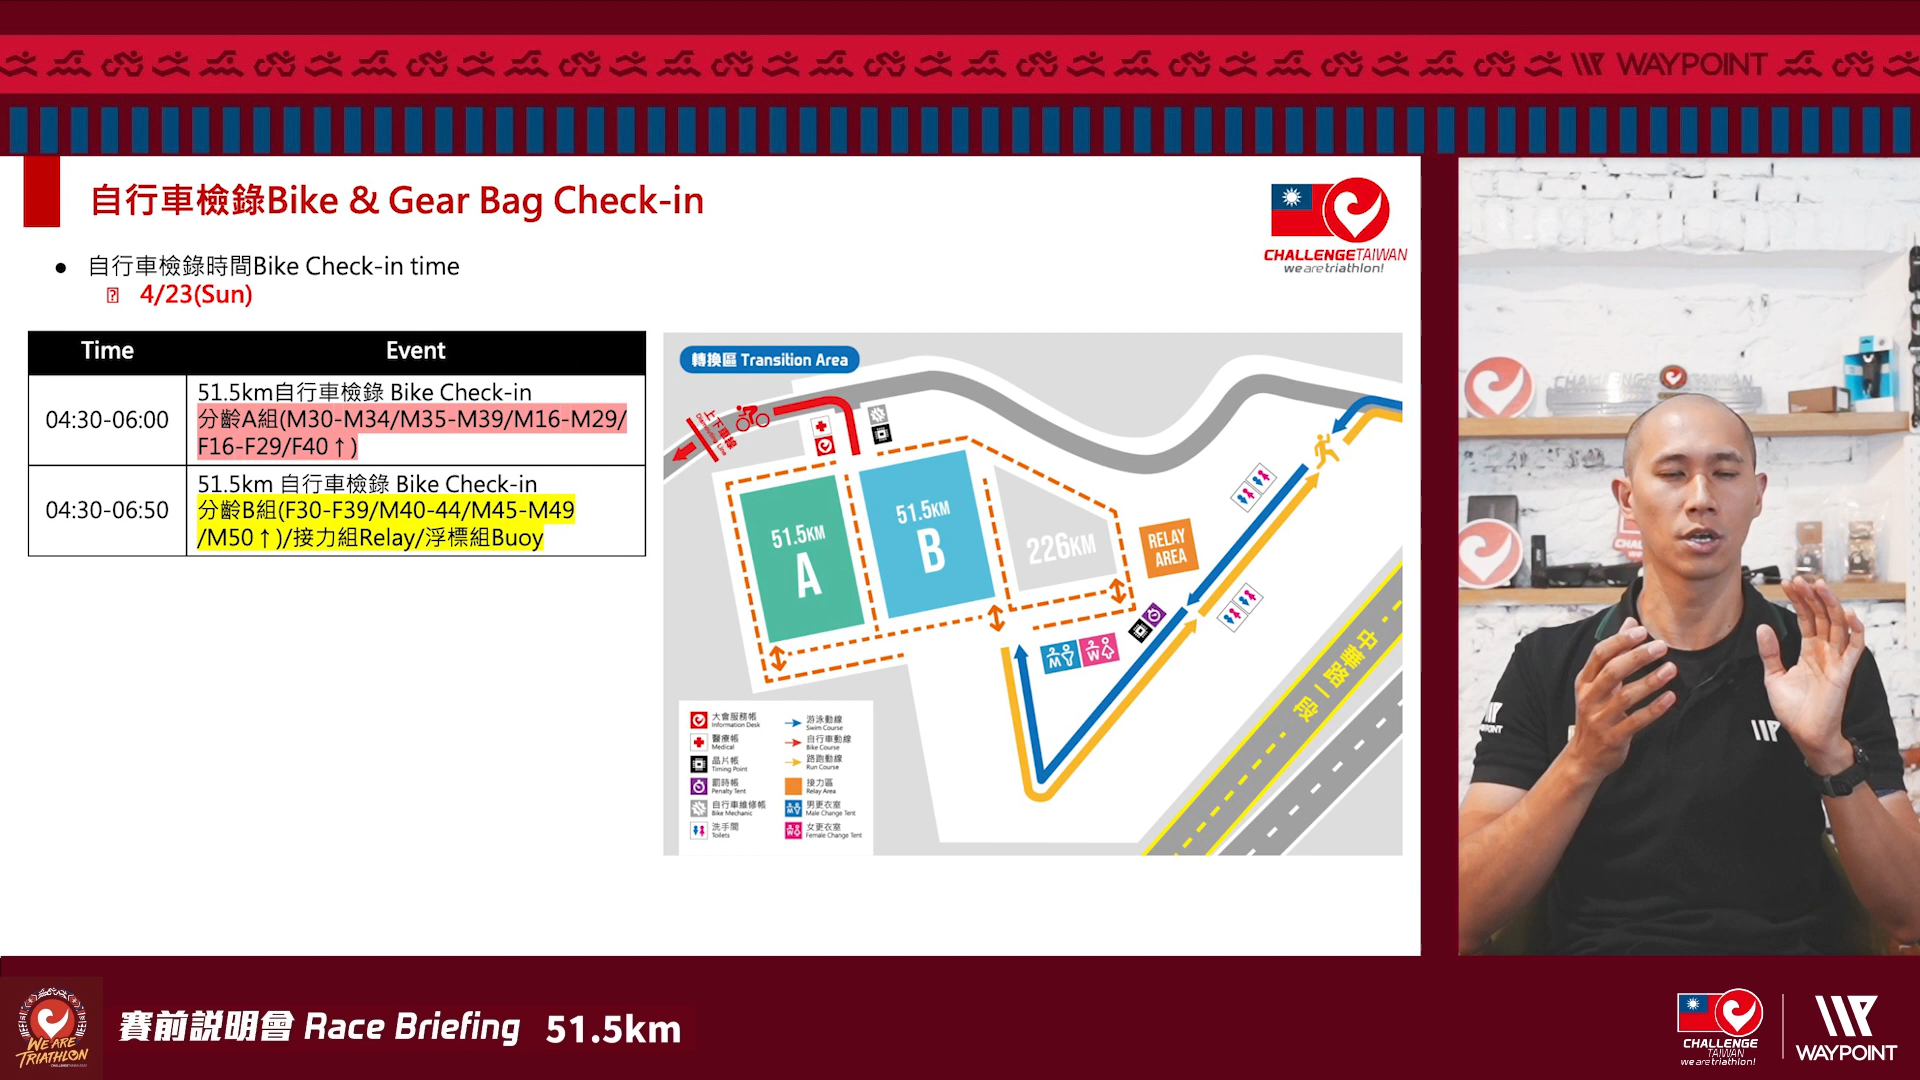 WAYPOINT
自行車檢錄Bike & Gear Bag Check-in
CHALLENGETAIWAN
we are triathlon!
自行車檢錄時間Bike Check-in time
4/23(Sun)
Time
Event
04:30-06:00
51.5km自行車檢錄 Bike Check-in
分齡A組(M30-M34/M35-M39/M16-M29/
F16-F29/F40↑)
04:30-06:50
51.5km 自行車檢錄 Bike Check-in
分齡B組(F30-F39/M40-44/M45-M49
/M50↑)/接力組Relay/浮標組Buoy
轉換區 Transition Area
上下車線
51.5KM
A
51.5KM
B
226KM
RELAY
AREA
M
W
中華路一段
大會服務帳
Information Desk
醫療帳
Medical
晶片帳
Timing Point
罰時帳
Penalty Tent
自行車維修帳
Bike Mechanic
洗手間
Toilets
游泳動線
Swim Course
自行車動線
Bike Course
路跑動線
Run Course
接力區
Relay Area
男更衣室
Male Change Tent
女更衣室
Female Change Tent
WE ARE
TRIATHLON
賽前説明會 Race Briefing 51.5km
CHALLENGE
TAIWAN
we are triathlon!
WAYPOINT